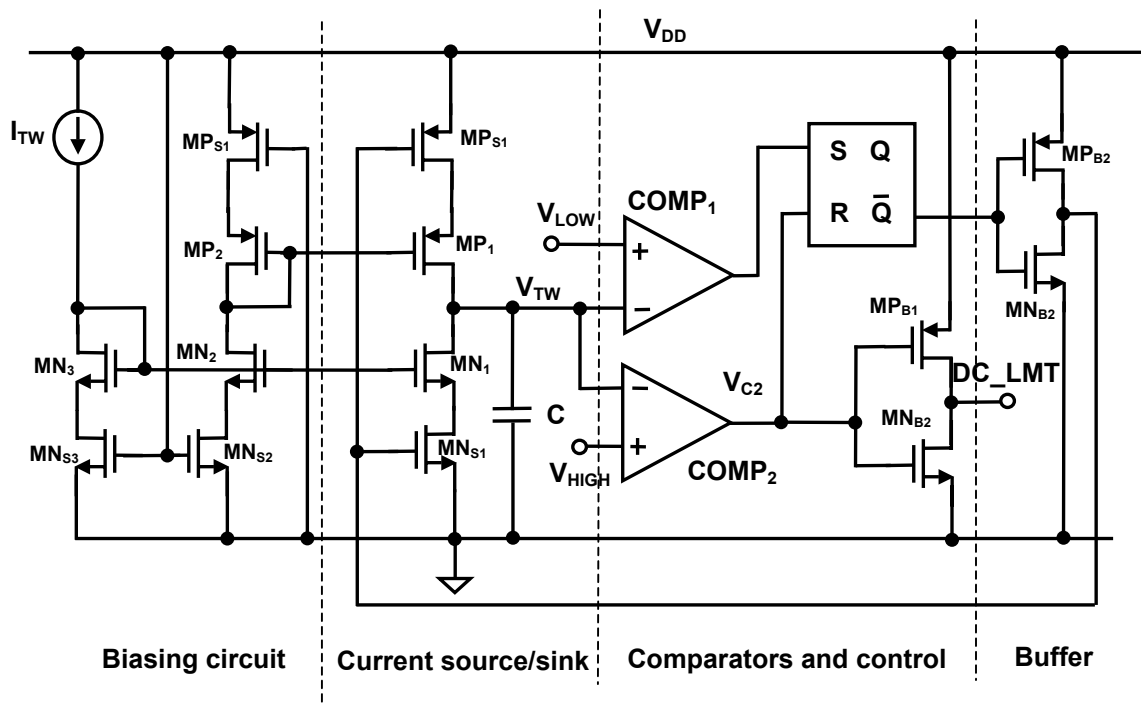 V_DD
I_TW
MP_S1
MP_S1
MP_2
MP_1
MN_3
MN_2
MN_1
MN_S3
MN_S2
MN_S1
V_TW
C
V_LOW
COMP_1
+
−
−
+
V_HIGH
COMP_2
V_C2
S Q
R Q̅
MP_B1
MN_B2
DC_LMT
MP_B2
MN_B2
Biasing circuit
Current source/sink
Comparators and control
Buffer